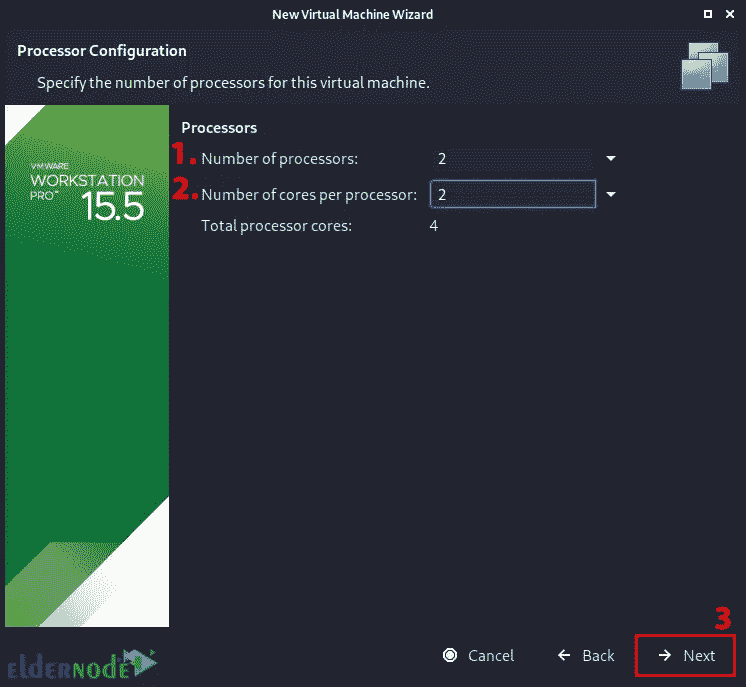 New Virtual Machine Wizard
Processor Configuration
Specify the number of processors for this virtual machine.
Processors
1. Number of processors: 2
2. Number of cores per processor: 2
Total processor cores: 4
VMWARE
WORKSTATION
PRO™ 15.5
3
Cancel Back Next
elderNODE